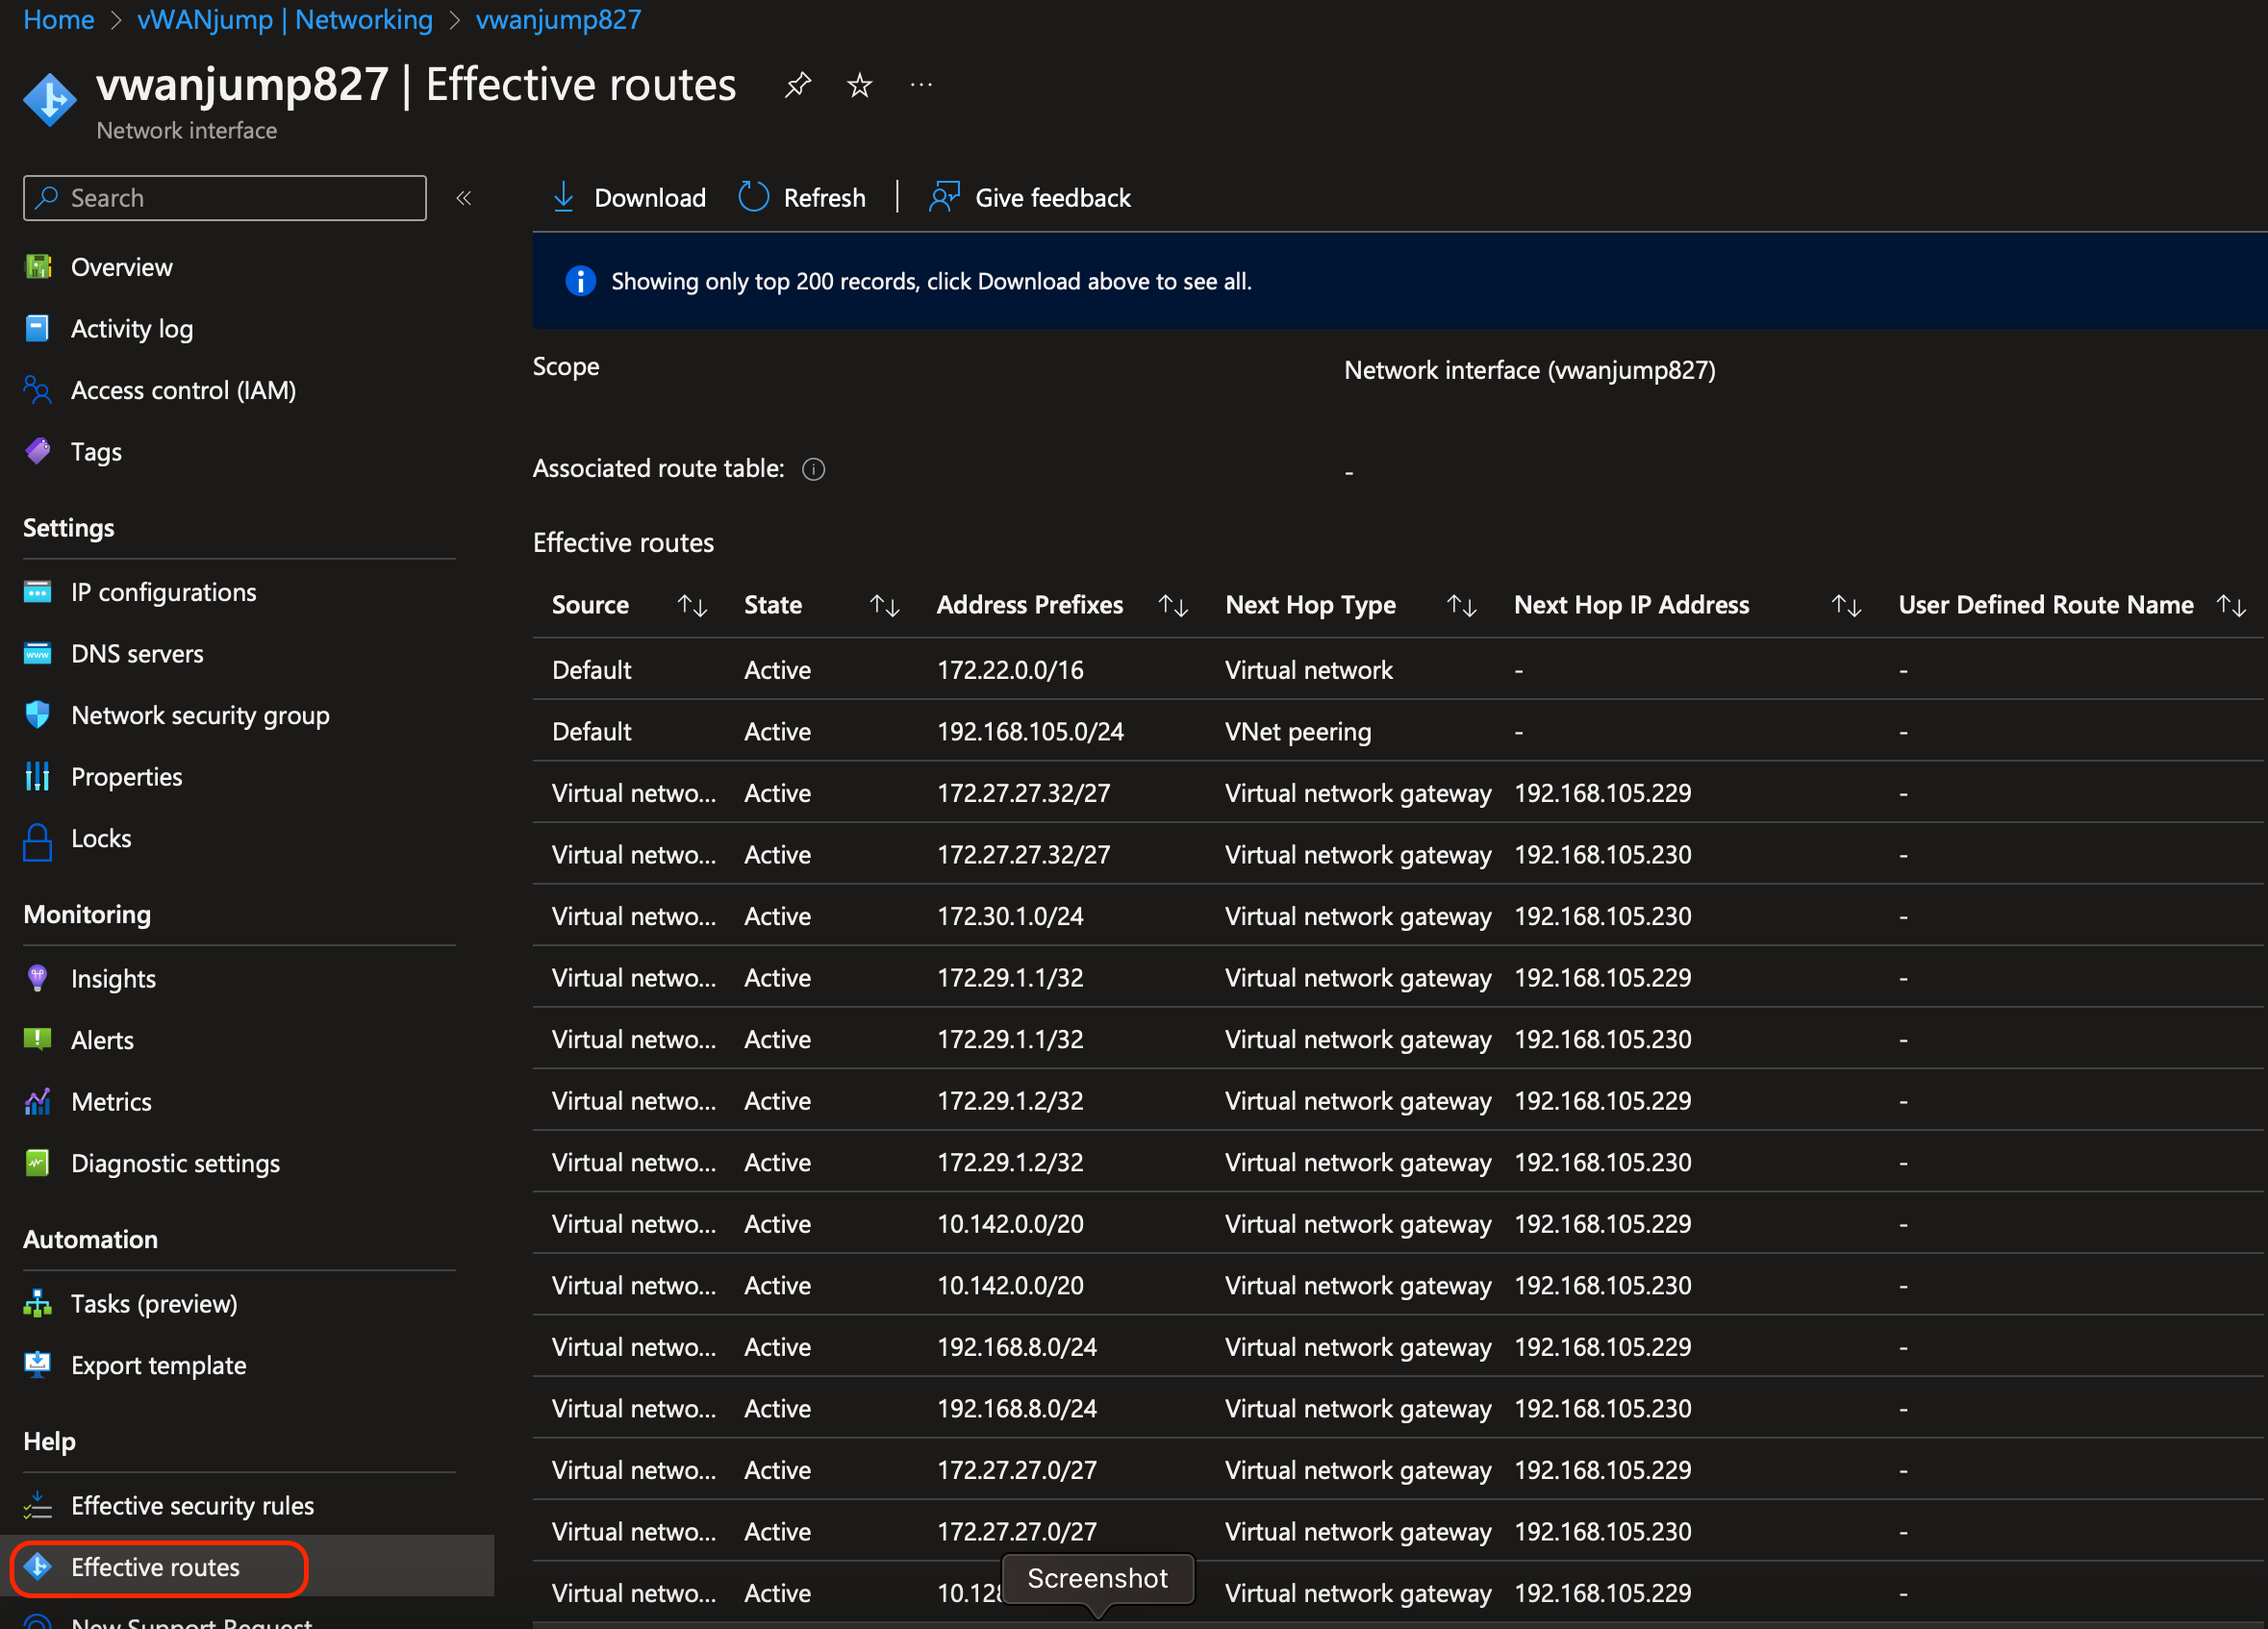 Home > vWANjump | Networking > vwanjump827
vwanjump827 | Effective routes ...
Network interface
Search «
Download Refresh | Give feedback
Showing only top 200 records, click Download above to see all.
Scope Network interface (vwanjump827)
Associated route table: -
Effective routes
Source State Address Prefixes Next Hop Type Next Hop IP Address User Defined Route Name
Default Active 172.22.0.0/16 Virtual network - -
Default Active 192.168.105.0/24 VNet peering - -
Virtual netwo... Active 172.27.27.32/27 Virtual network gateway 192.168.105.229 -
Virtual netwo... Active 172.27.27.32/27 Virtual network gateway 192.168.105.230 -
Virtual netwo... Active 172.30.1.0/24 Virtual network gateway 192.168.105.230 -
Virtual netwo... Active 172.29.1.1/32 Virtual network gateway 192.168.105.229 -
Virtual netwo... Active 172.29.1.1/32 Virtual network gateway 192.168.105.230 -
Virtual netwo... Active 172.29.1.2/32 Virtual network gateway 192.168.105.229 -
Virtual netwo... Active 172.29.1.2/32 Virtual network gateway 192.168.105.230 -
Virtual netwo... Active 10.142.0.0/20 Virtual network gateway 192.168.105.229 -
Virtual netwo... Active 10.142.0.0/20 Virtual network gateway 192.168.105.230 -
Virtual netwo... Active 192.168.8.0/24 Virtual network gateway 192.168.105.229 -
Virtual netwo... Active 192.168.8.0/24 Virtual network gateway 192.168.105.230 -
Virtual netwo... Active 172.27.27.0/27 Virtual network gateway 192.168.105.229 -
Virtual netwo... Active 172.27.27.0/27 Virtual network gateway 192.168.105.230 -
Virtual netwo... Active Virtual network gateway 192.168.105.229 -
Screenshot
Overview
Activity log
Access control (IAM)
Tags
Settings
IP configurations
DNS servers
Network security group
Properties
Locks
Monitoring
Insights
Alerts
Metrics
Diagnostic settings
Automation
Tasks (preview)
Export template
Help
Effective security rules
Effective routes
New Support Request